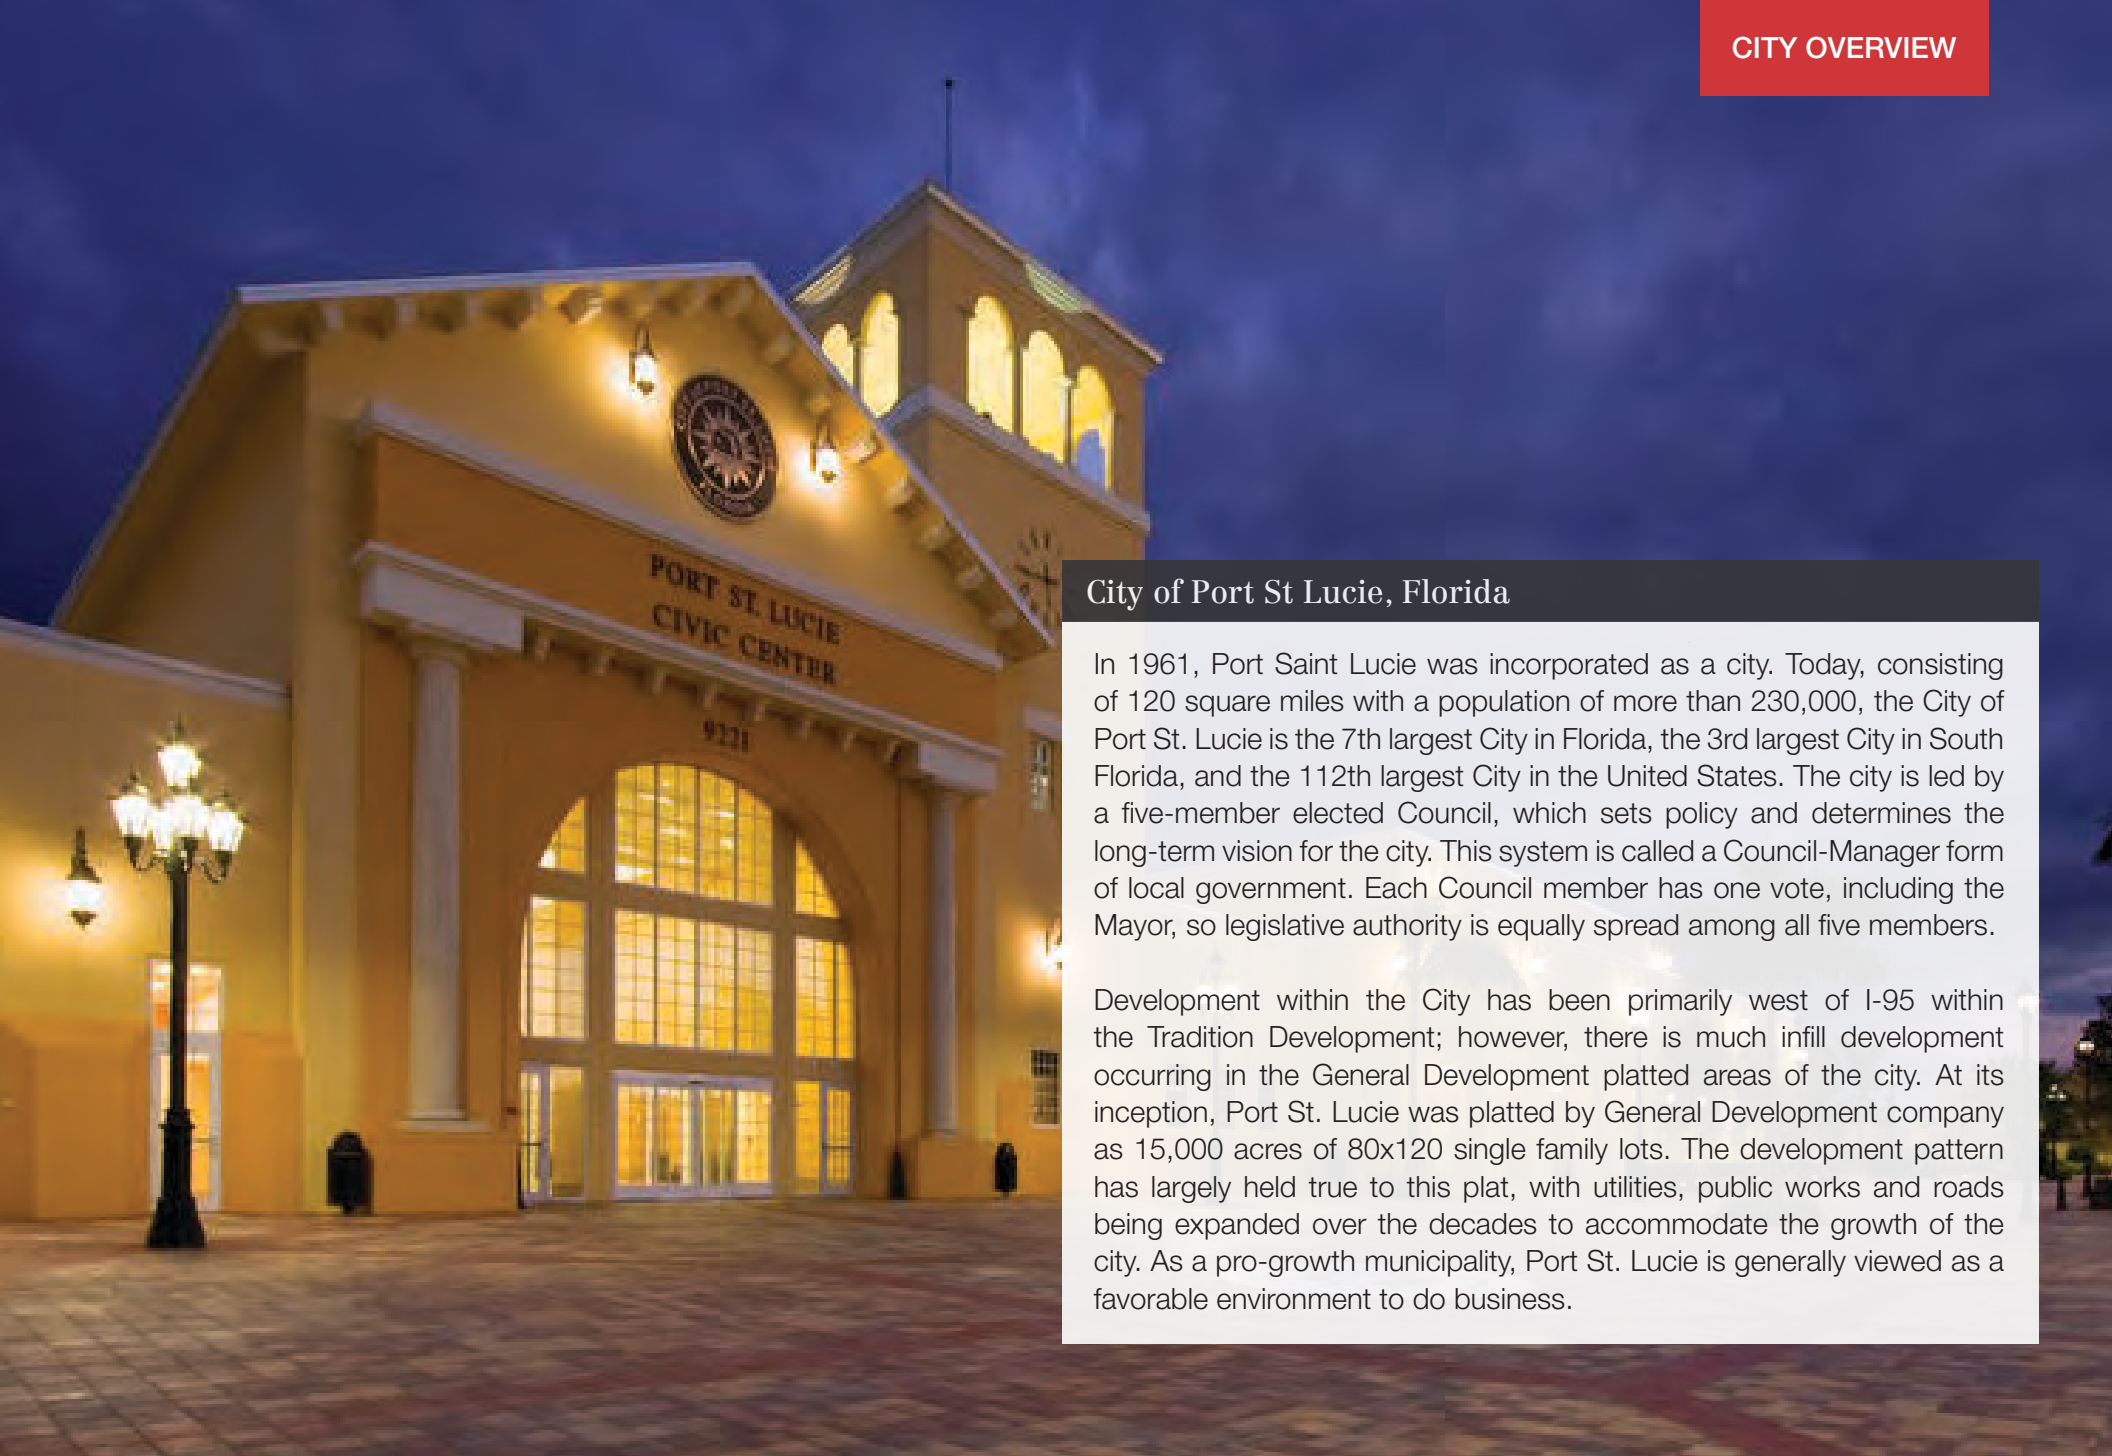 CITY OVERVIEW
PORT ST. LUCIE
CIVIC CENTER
9221
City of Port St Lucie, Florida
In 1961, Port Saint Lucie was incorporated as a city. Today, consisting
of 120 square miles with a population of more than 230,000, the City of
Port St. Lucie is the 7th largest City in Florida, the 3rd largest City in South
Florida, and the 112th largest City in the United States. The city is led by
a five-member elected Council, which sets policy and determines the
long-term vision for the city. This system is called a Council-Manager form
of local government. Each Council member has one vote, including the
Mayor, so legislative authority is equally spread among all five members.
Development within the City has been primarily west of I-95 within
the Tradition Development; however, there is much infill development
occurring in the General Development platted areas of the city. At its
inception, Port St. Lucie was platted by General Development company
as 15,000 acres of 80x120 single family lots. The development pattern
has largely held true to this plat, with utilities, public works and roads
being expanded over the decades to accommodate the growth of the
city. As a pro-growth municipality, Port St. Lucie is generally viewed as a
favorable environment to do business.